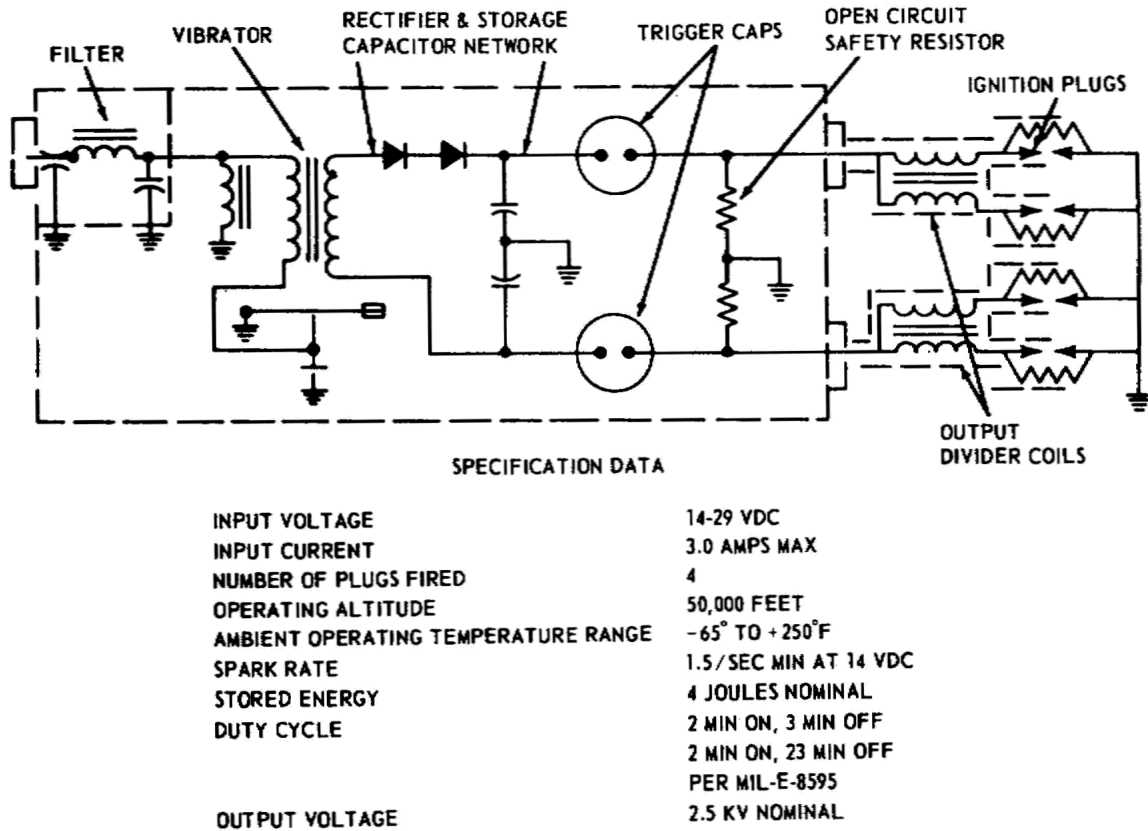 FILTER
VIBRATOR
RECTIFIER & STORAGE
CAPACITOR NETWORK
TRIGGER CAPS
OPEN CIRCUIT
SAFETY RESISTOR
IGNITION PLUGS
OUTPUT
DIVIDER COILS
SPECIFICATION DATA
INPUT VOLTAGE 14-29 VDC
INPUT CURRENT 3.0 AMPS MAX
NUMBER OF PLUGS FIRED 4
OPERATING ALTITUDE 50,000 FEET
AMBIENT OPERATING TEMPERATURE RANGE -65° TO +250°F
SPARK RATE 1.5/SEC MIN AT 14 VDC
STORED ENERGY 4 JOULES NOMINAL
DUTY CYCLE 2 MIN ON, 3 MIN OFF
2 MIN ON, 23 MIN OFF
PER MIL-E-8595
OUTPUT VOLTAGE 2.5 KV NOMINAL